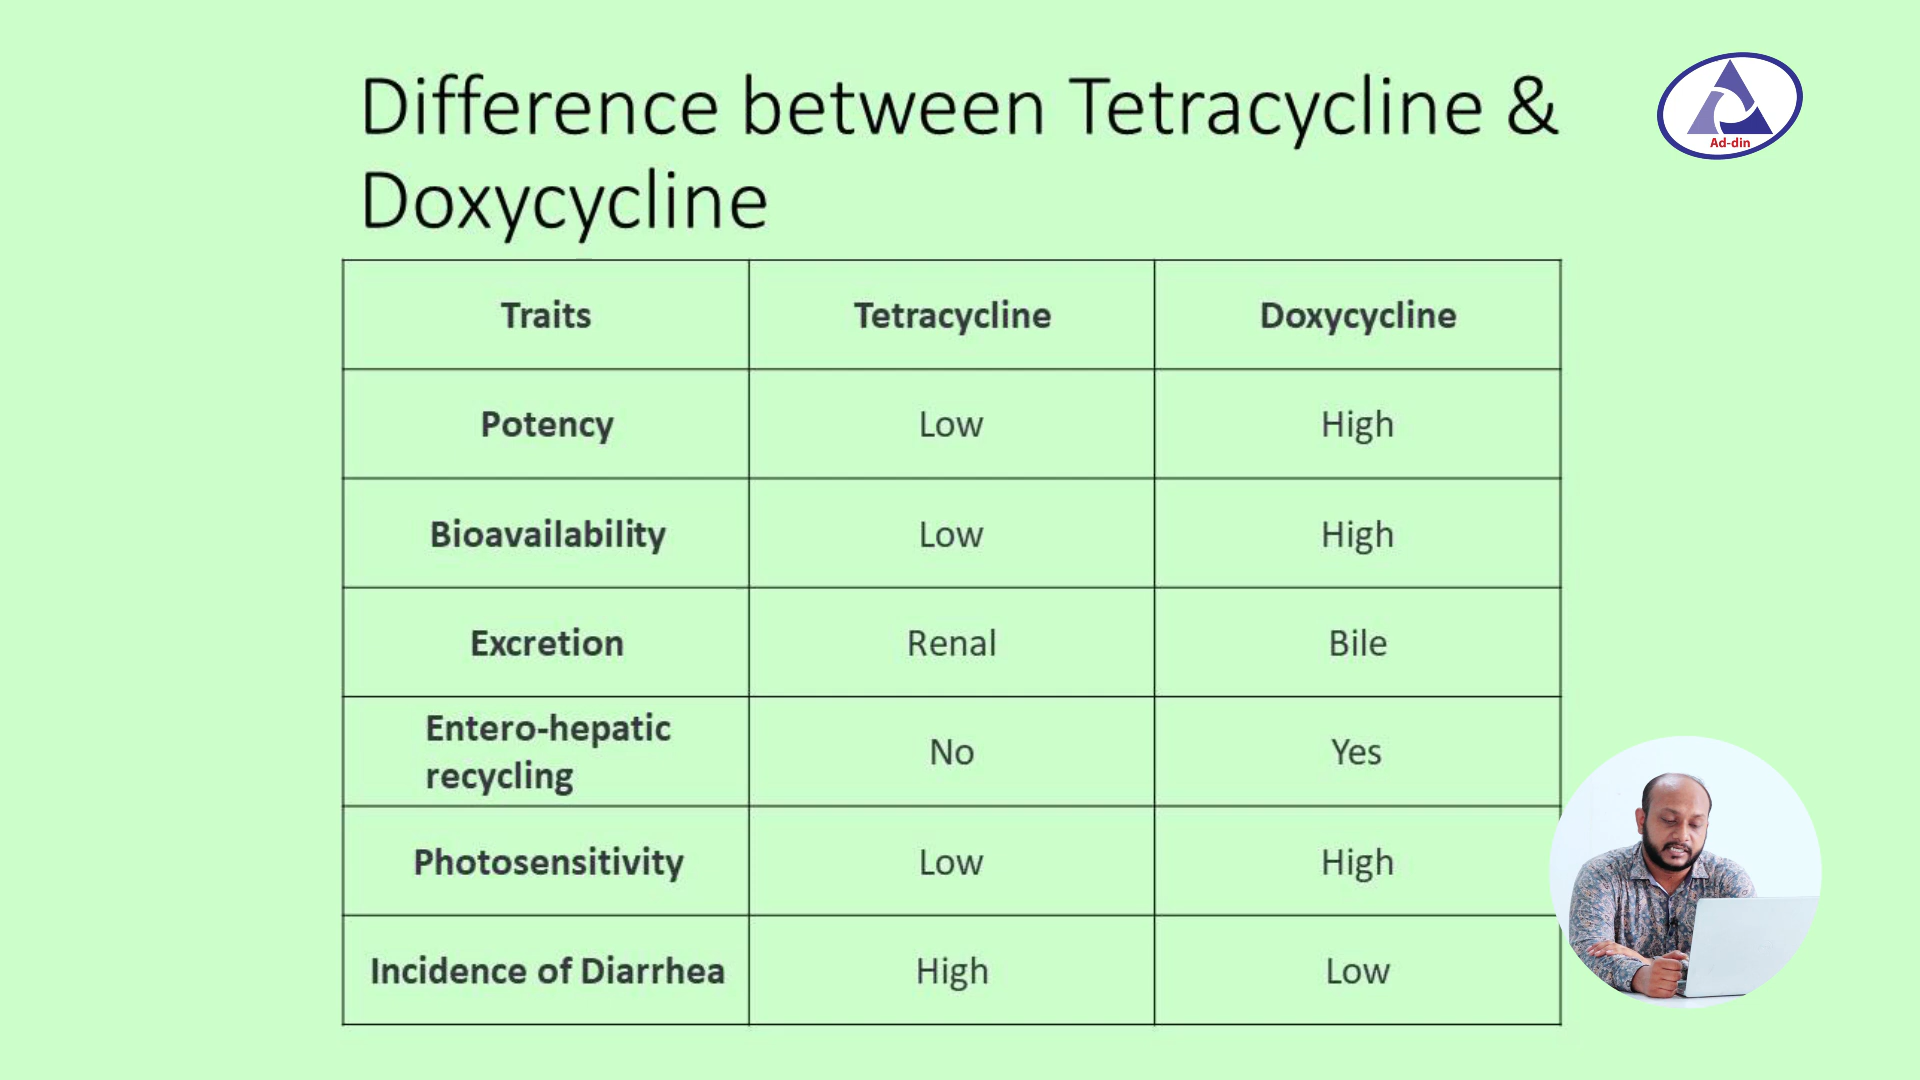 Difference between Tetracycline &
Doxycycline
Ad-din
Traits Tetracycline Doxycycline
Potency Low High
Bioavailability Low High
Excretion Renal Bile
Entero-hepatic
recycling No Yes
Photosensitivity Low High
Incidence of Diarrhea High Low